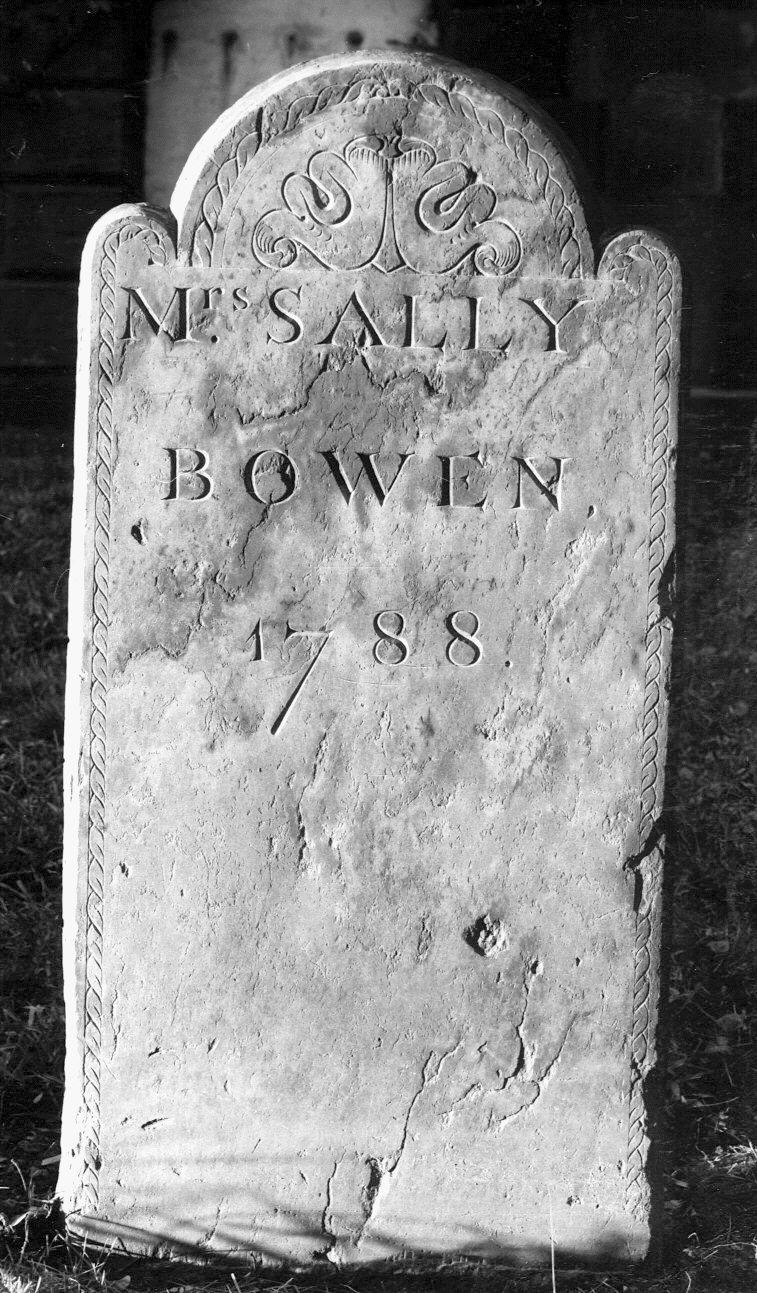 Mrs. SALLY
BOWEN,
1788.